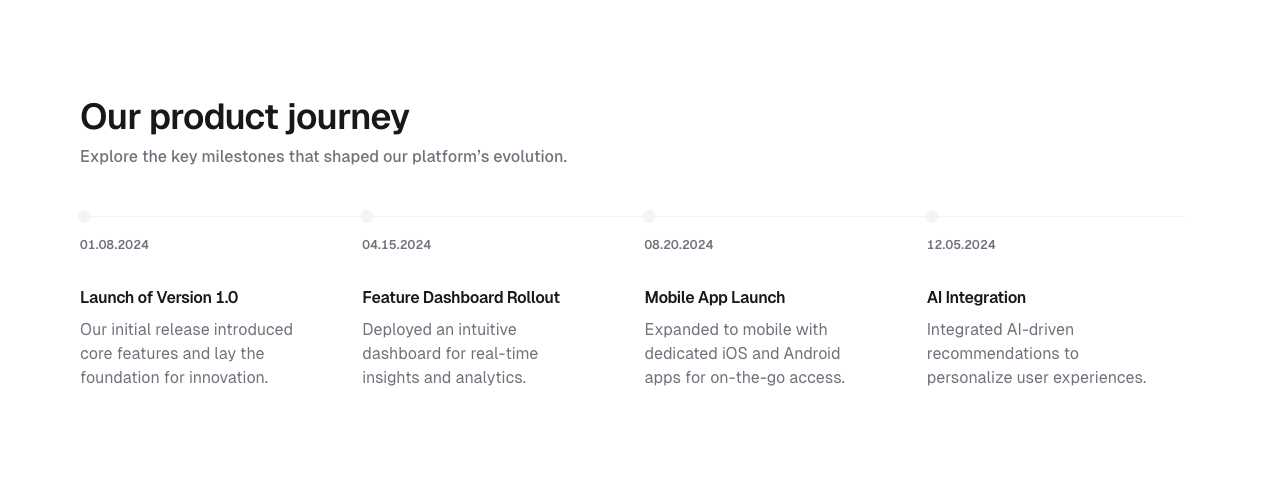 Our product journey
Explore the key milestones that shaped our platform’s evolution.
01.08.2024
Launch of Version 1.0
Our initial release introduced
core features and lay the
foundation for innovation.
04.15.2024
Feature Dashboard Rollout
Deployed an intuitive
dashboard for real-time
insights and analytics.
08.20.2024
Mobile App Launch
Expanded to mobile with
dedicated iOS and Android
apps for on-the-go access.
12.05.2024
AI Integration
Integrated AI-driven
recommendations to
personalize user experiences.